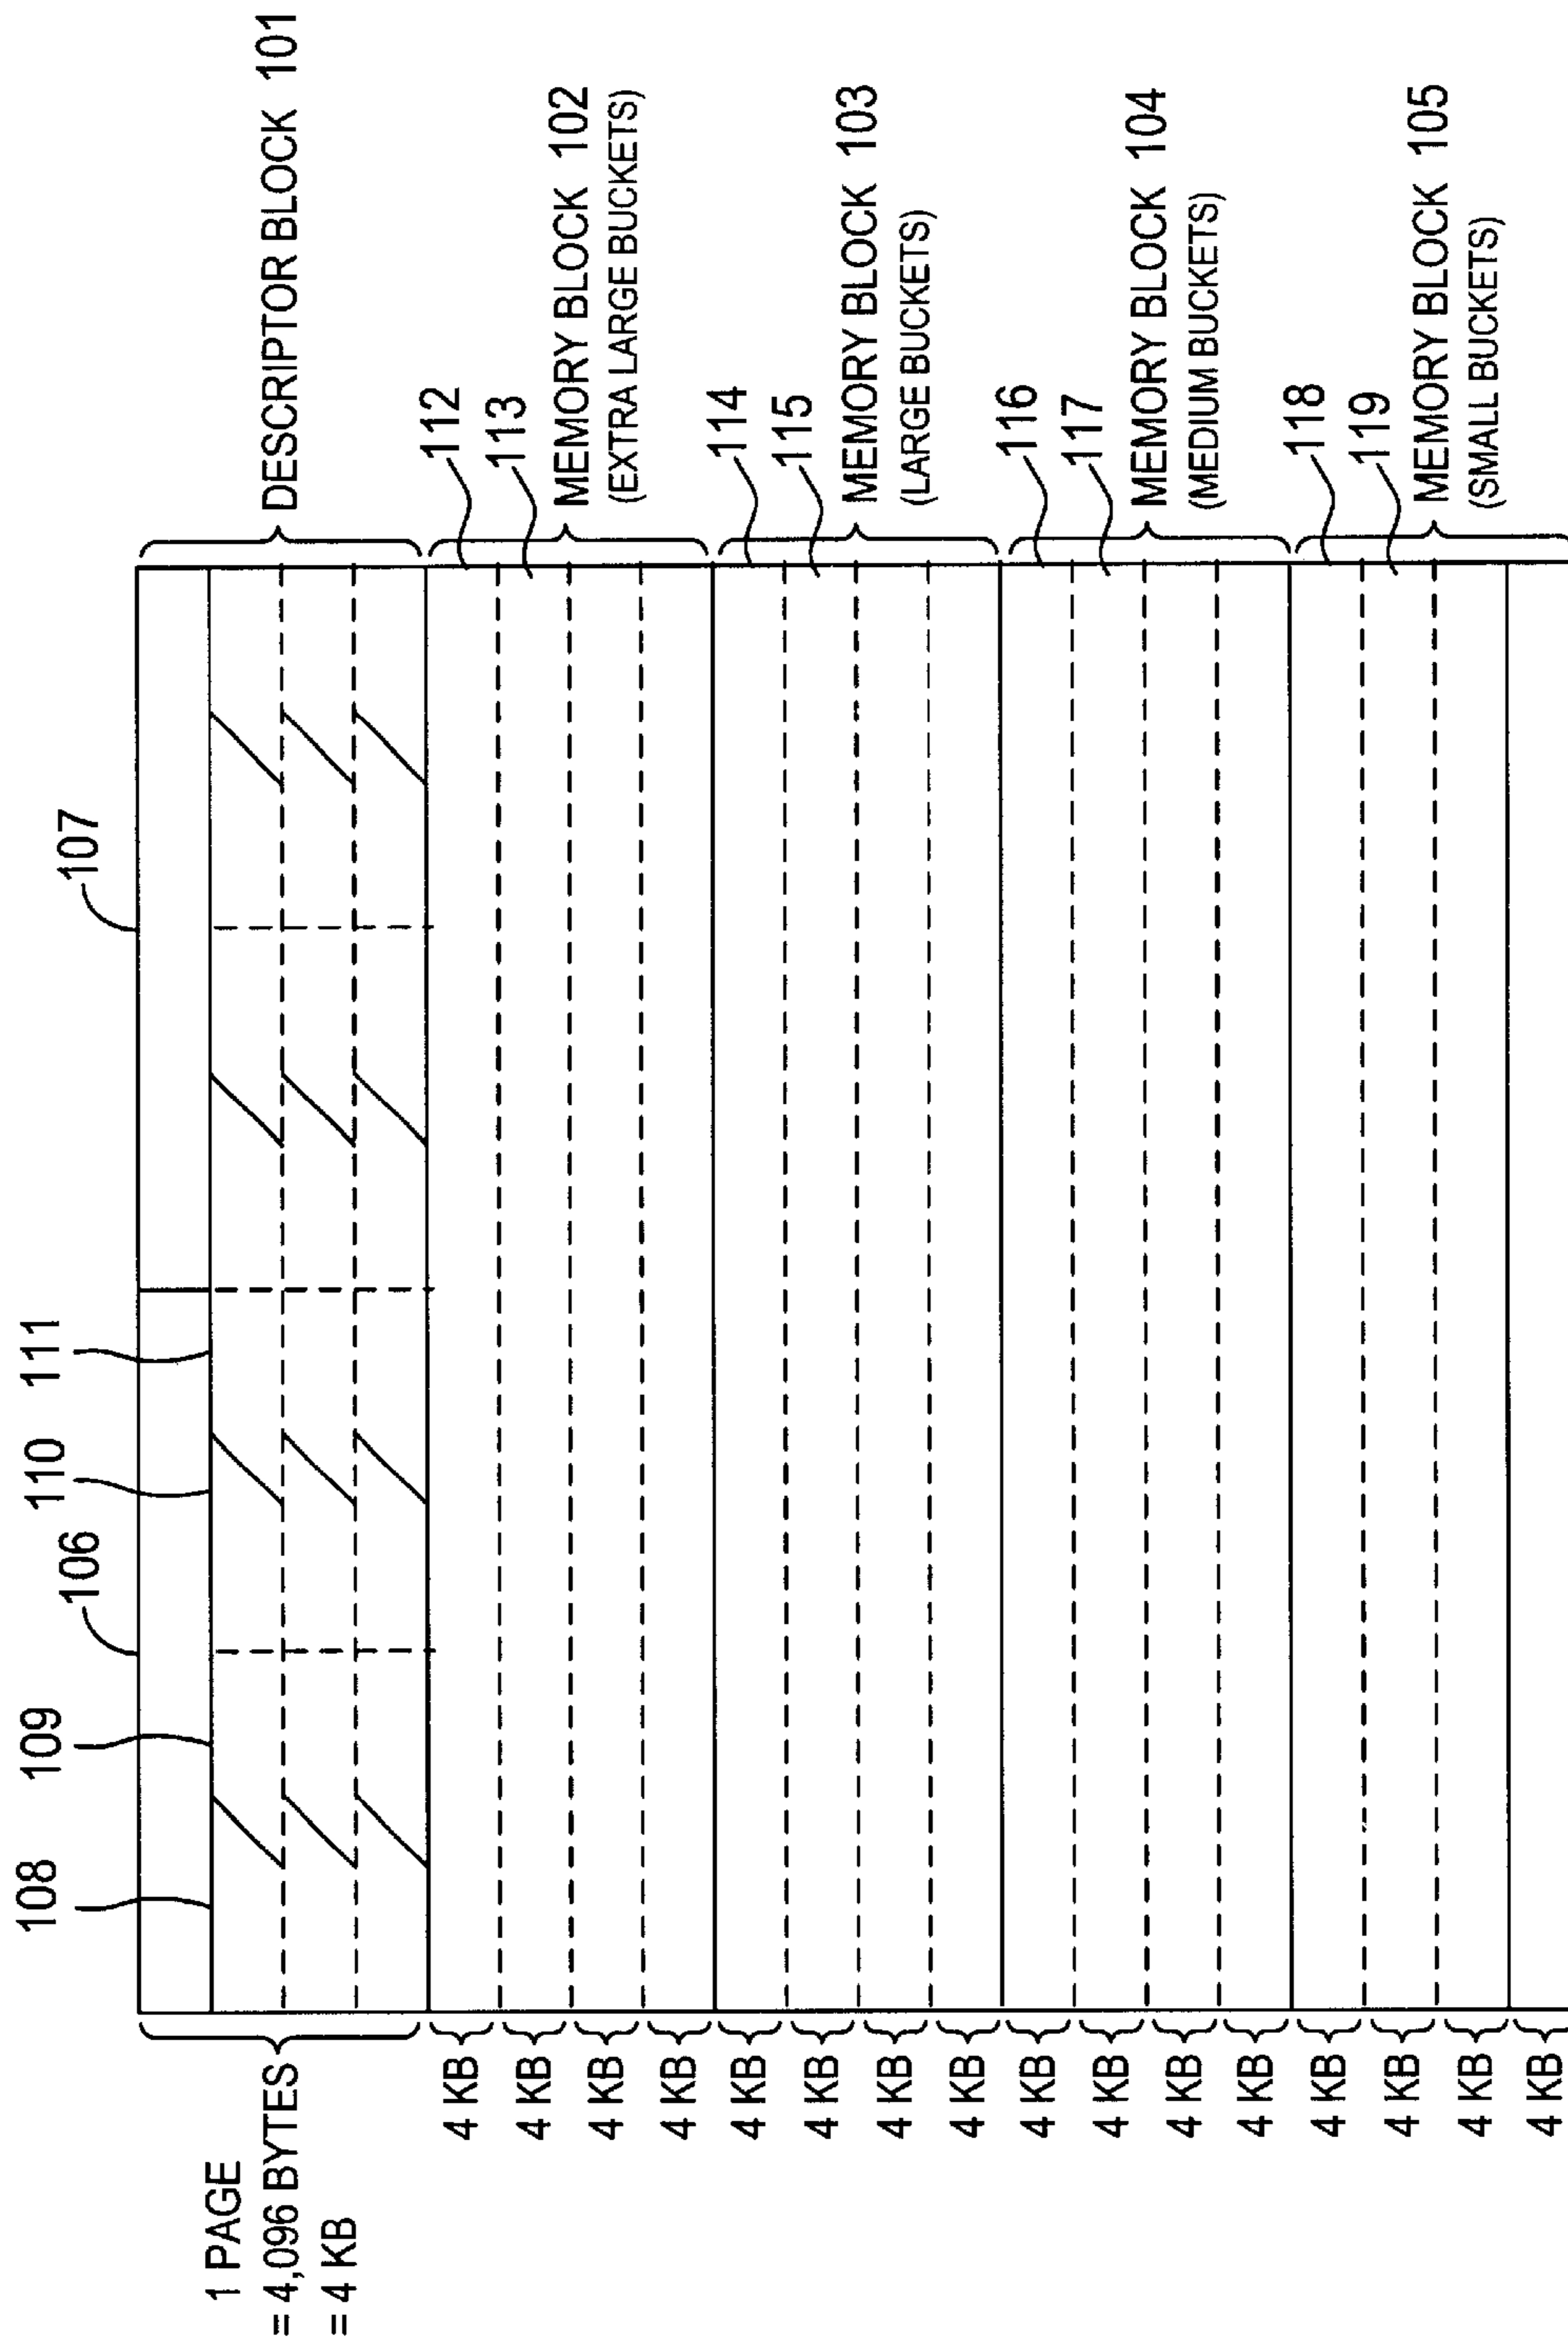 108
109
106
110
111
107
1 PAGE
= 4,096 BYTES
= 4 KB
DESCRIPTOR BLOCK 101
4 KB
112
4 KB
113
4 KB
MEMORY BLOCK 102
(EXTRA LARGE BUCKETS)
4 KB
4 KB
114
4 KB
115
4 KB
MEMORY BLOCK 103
(LARGE BUCKETS)
4 KB
4 KB
116
4 KB
117
4 KB
MEMORY BLOCK 104
(MEDIUM BUCKETS)
4 KB
4 KB
118
4 KB
119
4 KB
MEMORY BLOCK 105
(SMALL BUCKETS)
4 KB